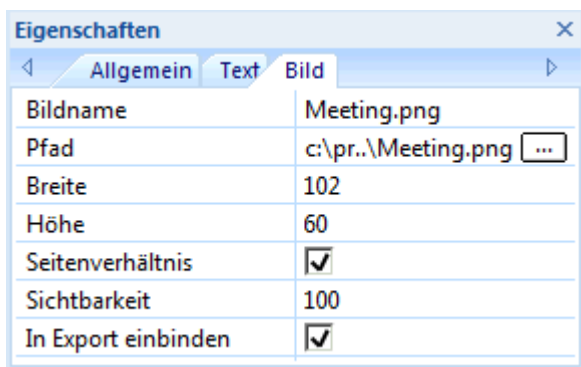 Eigenschaften
Allgemein Text Bild
Bildname Meeting.png
Pfad c:\pr..\Meeting.png ...
Breite 102
Höhe 60
Seitenverhältnis
Sichtbarkeit 100
In Export einbinden